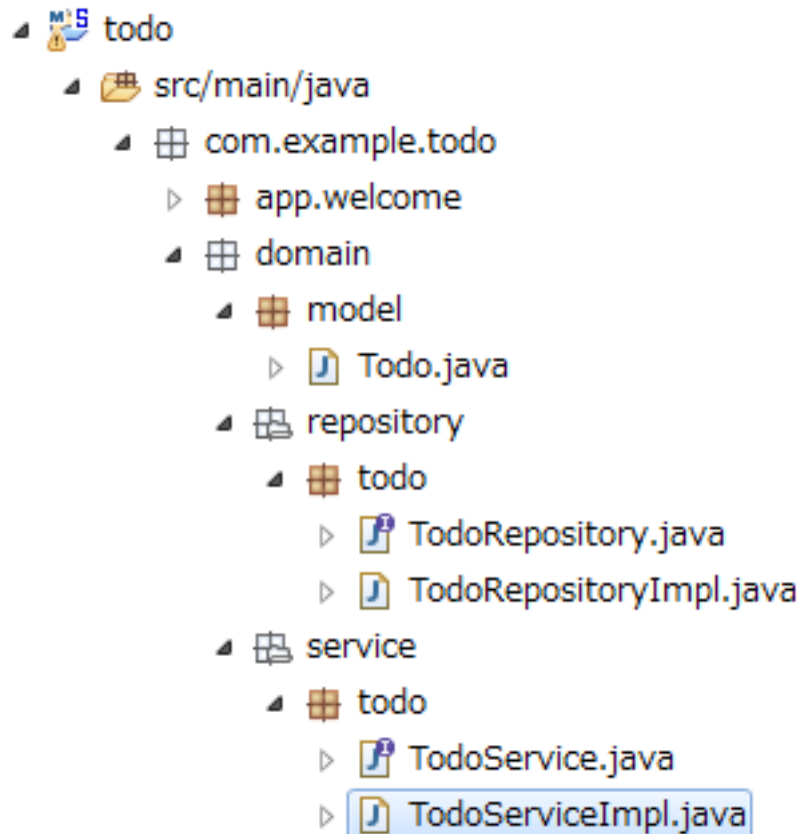 todo
src/main/java
com.example.todo
app.welcome
domain
model
Todo.java
repository
todo
TodoRepository.java
TodoRepositoryImpl.java
service
todo
TodoService.java
TodoServiceImpl.java